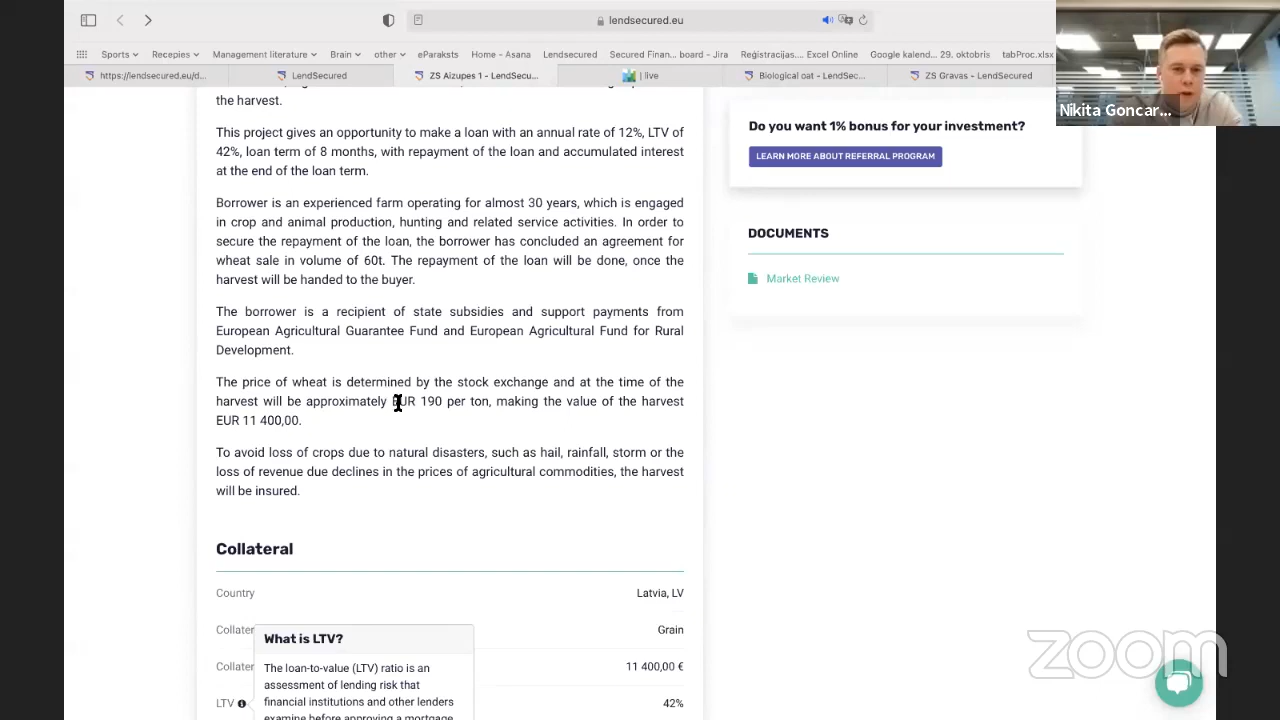 lendsecured.eu
Sports
Recepies
Management literature
Brain
other
eParaksts
Home - Asana
Lendsecured
Secured Finan... board - Jira
Reģistrācijas.... Excel Online
Google kalend... 29. oktobris
tabProc.xlsx
https://lendsecured.eu/d...
LendSecured
ZS Aizupes 1 - LendSecu...
| live
Biological oat - LendSec...
ZS Gravas - LendSecured
Nikita Goncar...
the harvest.
This project gives an opportunity to make a loan with an annual rate of 12%, LTV of
42%, loan term of 8 months, with repayment of the loan and accumulated interest
at the end of the loan term.
Borrower is an experienced farm operating for almost 30 years, which is engaged
in crop and animal production, hunting and related service activities. In order to
secure the repayment of the loan, the borrower has concluded an agreement for
wheat sale in volume of 60t. The repayment of the loan will be done, once the
harvest will be handed to the buyer.
The borrower is a recipient of state subsidies and support payments from
European Agricultural Guarantee Fund and European Agricultural Fund for Rural
Development.
The price of wheat is determined by the stock exchange and at the time of the
harvest will be approximately EUR 190 per ton, making the value of the harvest
EUR 11 400,00.
To avoid loss of crops due to natural disasters, such as hail, rainfall, storm or the
loss of revenue due declines in the prices of agricultural commodities, the harvest
will be insured.
Collateral
Country
Latvia, LV
Collater
Grain
Collater
11 400,00 €
LTV
42%
What is LTV?
The loan-to-value (LTV) ratio is an
assessment of lending risk that
financial institutions and other lenders
examine before approving a mortgage
Do you want 1% bonus for your investment?
LEARN MORE ABOUT REFERRAL PROGRAM
DOCUMENTS
Market Review
zoom